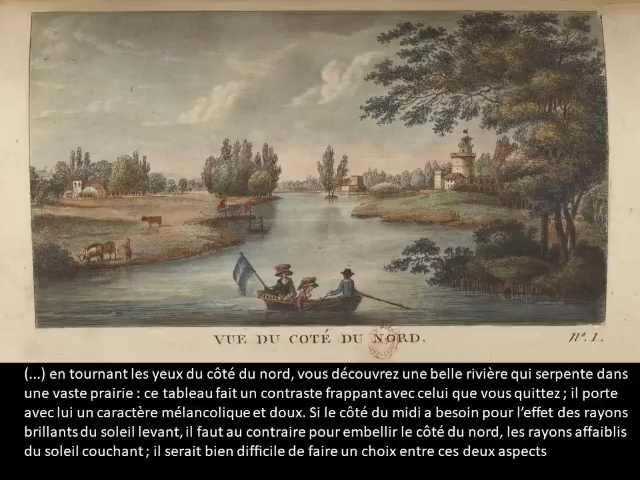 VUE DU COTÉ DU NORD.
N.º 1.
(...) en tournant les yeux du côté du nord, vous découvrez une belle rivière qui serpente dans
une vaste prairie : ce tableau fait un contraste frappant avec celui que vous quittez ; il porte
avec lui un caractère mélancolique et doux. Si le côté du midi a besoin pour l'effet des rayons
brillants du soleil levant, il faut au contraire pour embellir le côté du nord, les rayons affaiblis
du soleil couchant ; il serait bien difficile de faire un choix entre ces deux aspects